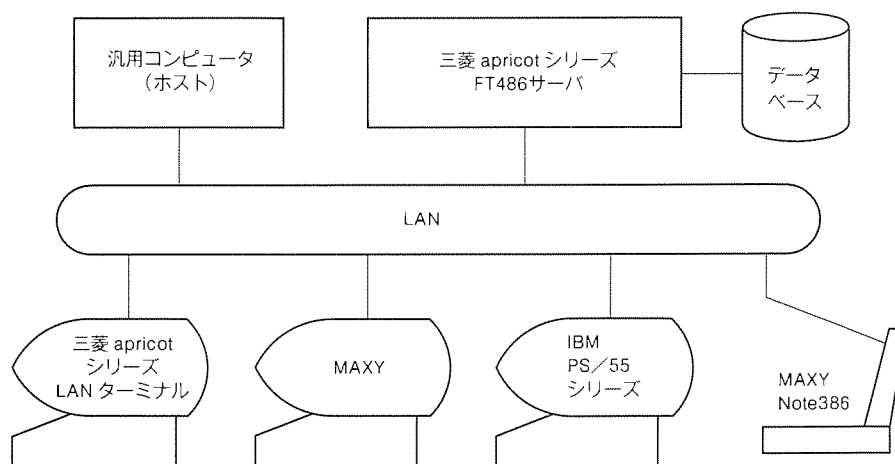 汎用コンピュータ
（ホスト）
三菱 apricot シリーズ
FT486サーバ
データ
ベース
LAN
三菱 apricot
シリーズ
LAN ターミナル
MAXY
IBM
PS／55
シリーズ
MAXY
Note386